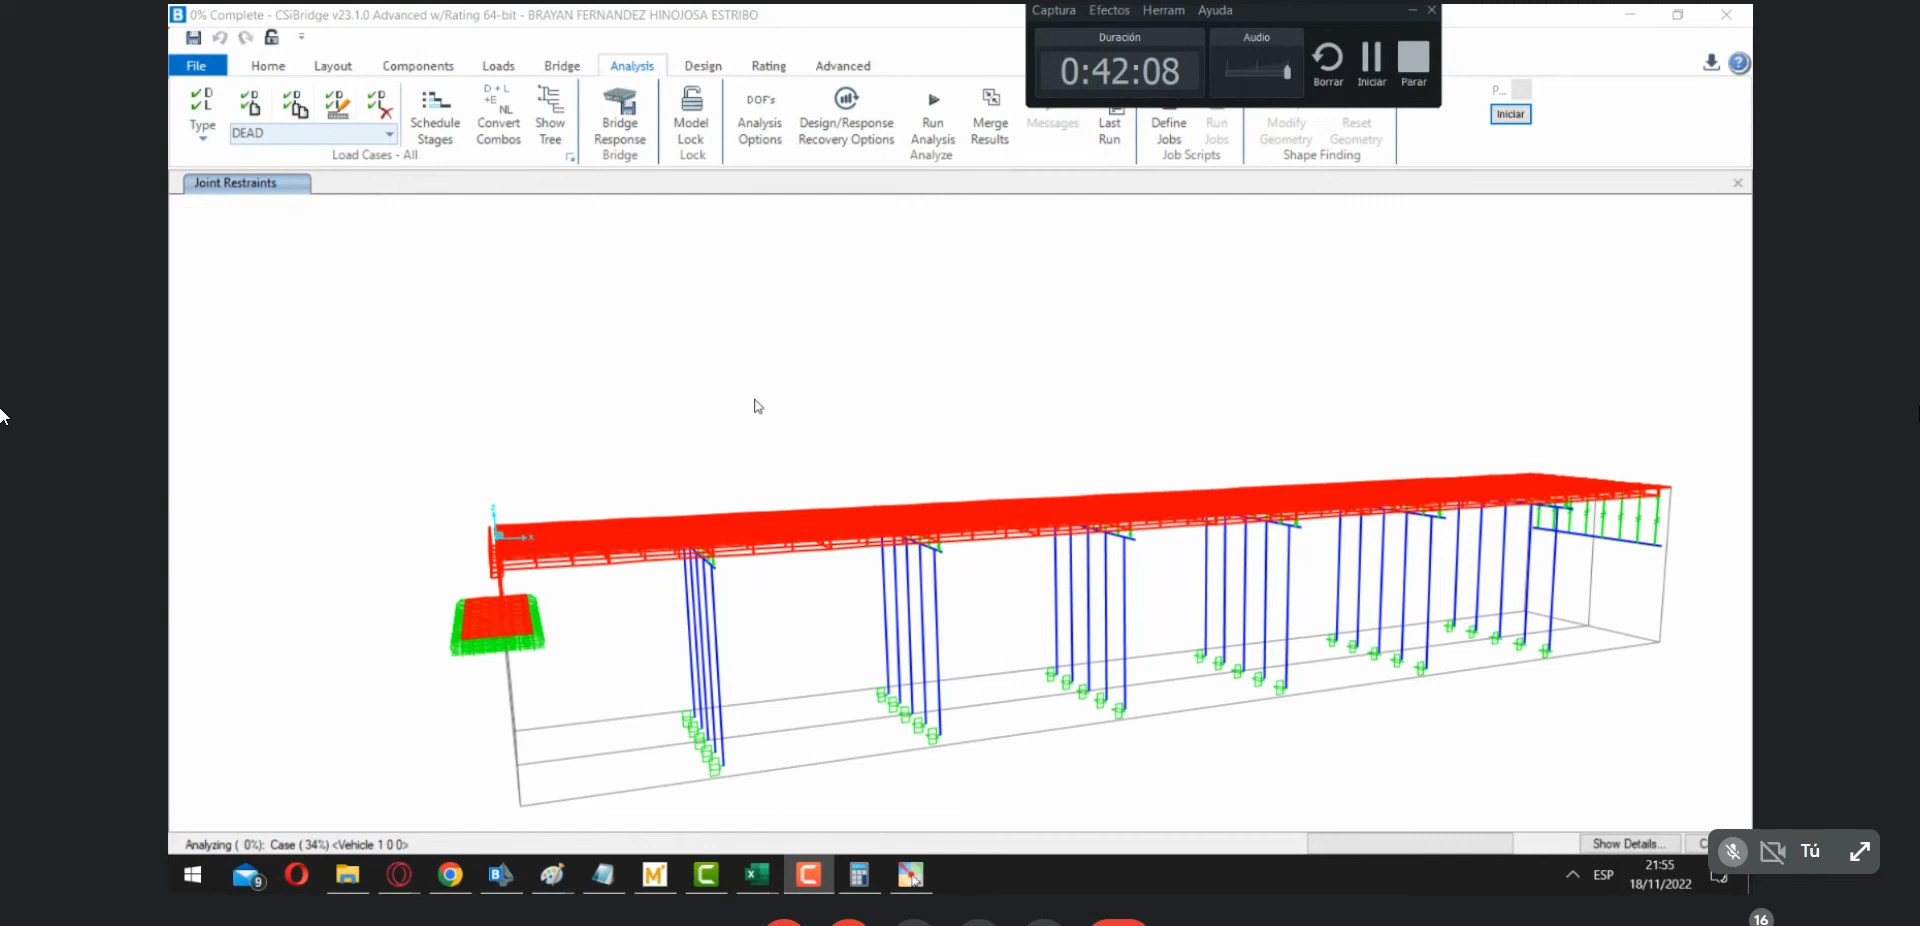 0% Complete - CSiBridge v23.1.0 Advanced w/Rating 64-bit - BRAYAN FERNANDEZ HINOJOSA ESTRIBO
Captura Efectos Herram Ayuda
Duración
0:42:08
Audio
Borrar Iniciar Parar
File Home Layout Components Loads Bridge Analysis Design Rating Advanced
P...
Iniciar
Type
DEAD
Load Cases - All
Schedule Stages
D + L +E NL
Convert Combos
Show Tree
Bridge Response
Bridge
Model Lock
Lock
DOF's
Analysis Options
Design/Response Recovery Options
Run Analysis
Merge Results
Messages
Last Run
Analyze
Define Jobs
Run Jobs
Job Scripts
Modify Geometry
Reset Geometry
Shape Finding
Joint Restraints
Z
X
Analyzing ( 0%): Case (34%) <Vehicle 1 0 0>
Show Details...
C
Tú
9
ESP
21:55
18/11/2022
16